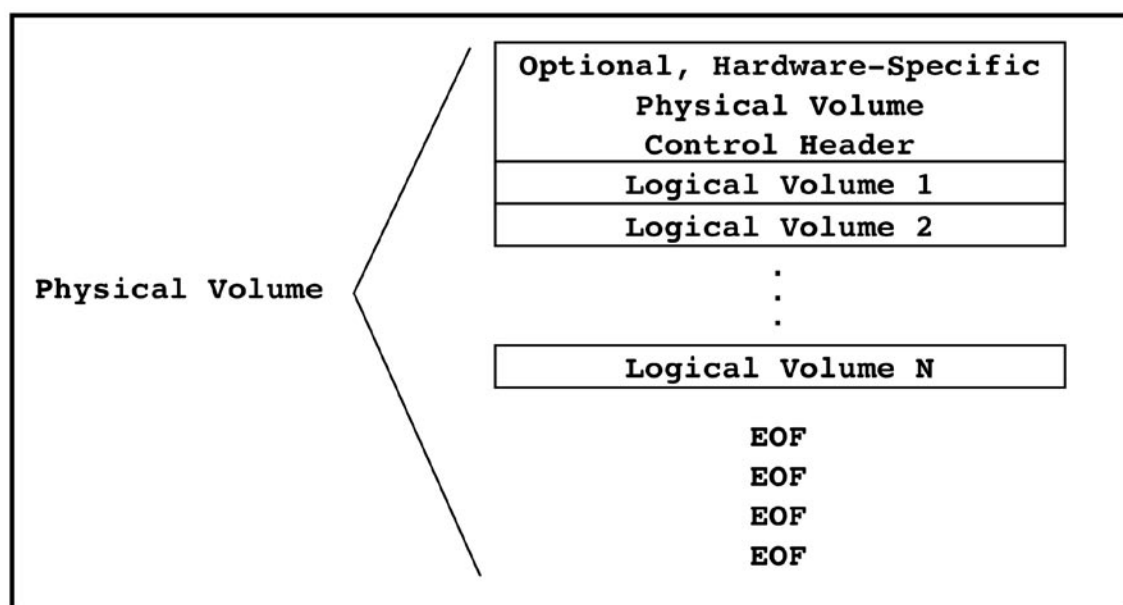 Optional, Hardware-Specific
Physical Volume
Control Header
Logical Volume 1
Logical Volume 2
Physical Volume
.
.
.
Logical Volume N
EOF
EOF
EOF
EOF